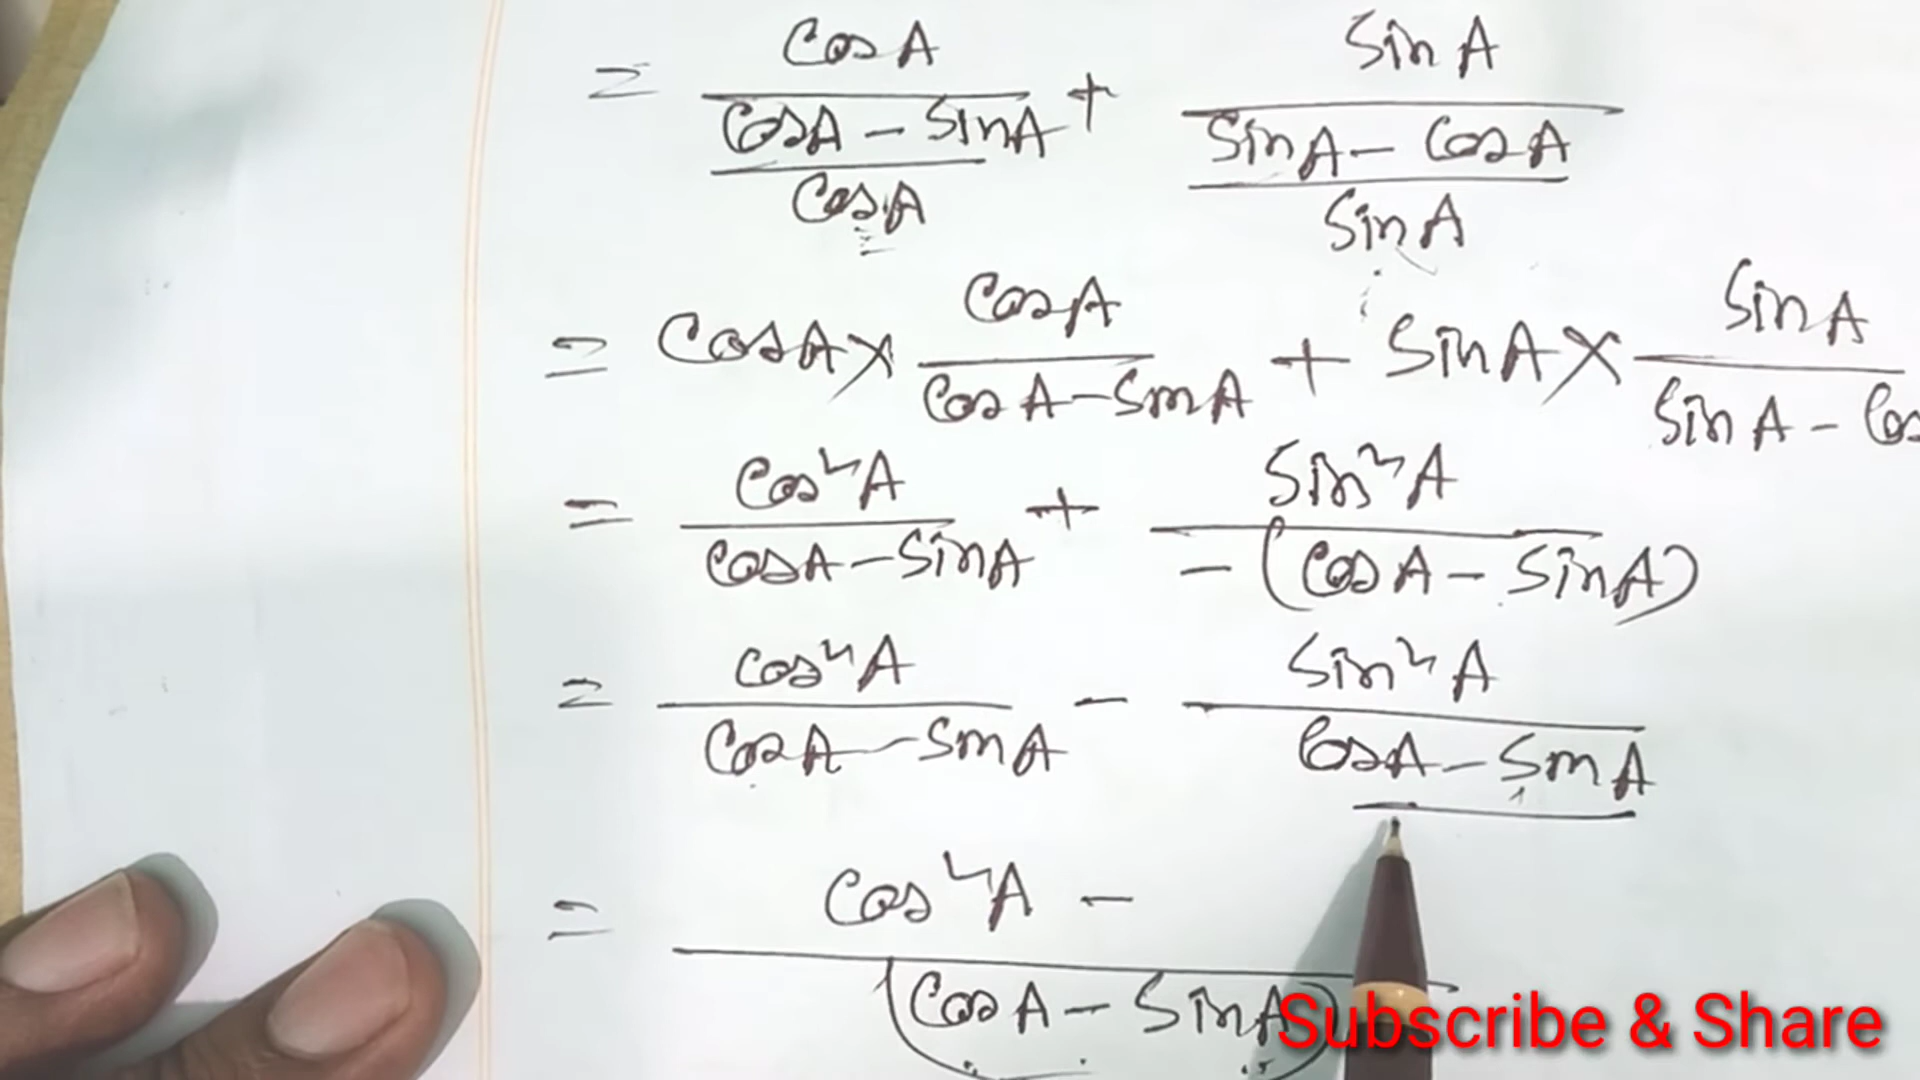 = cosA / ((cosA - sinA) / cosA) + sinA / ((sinA - cosA) / sinA)
= cosA × cosA / (cosA - sinA) + sinA × sinA / (sinA - cos
= cos²A / (cosA - sinA) + sin²A / -(cosA - sinA)
= cos²A / (cosA - sinA) - sin²A / (cosA - sinA)
= cos²A - / (cosA - sinA)
Subscribe & Share